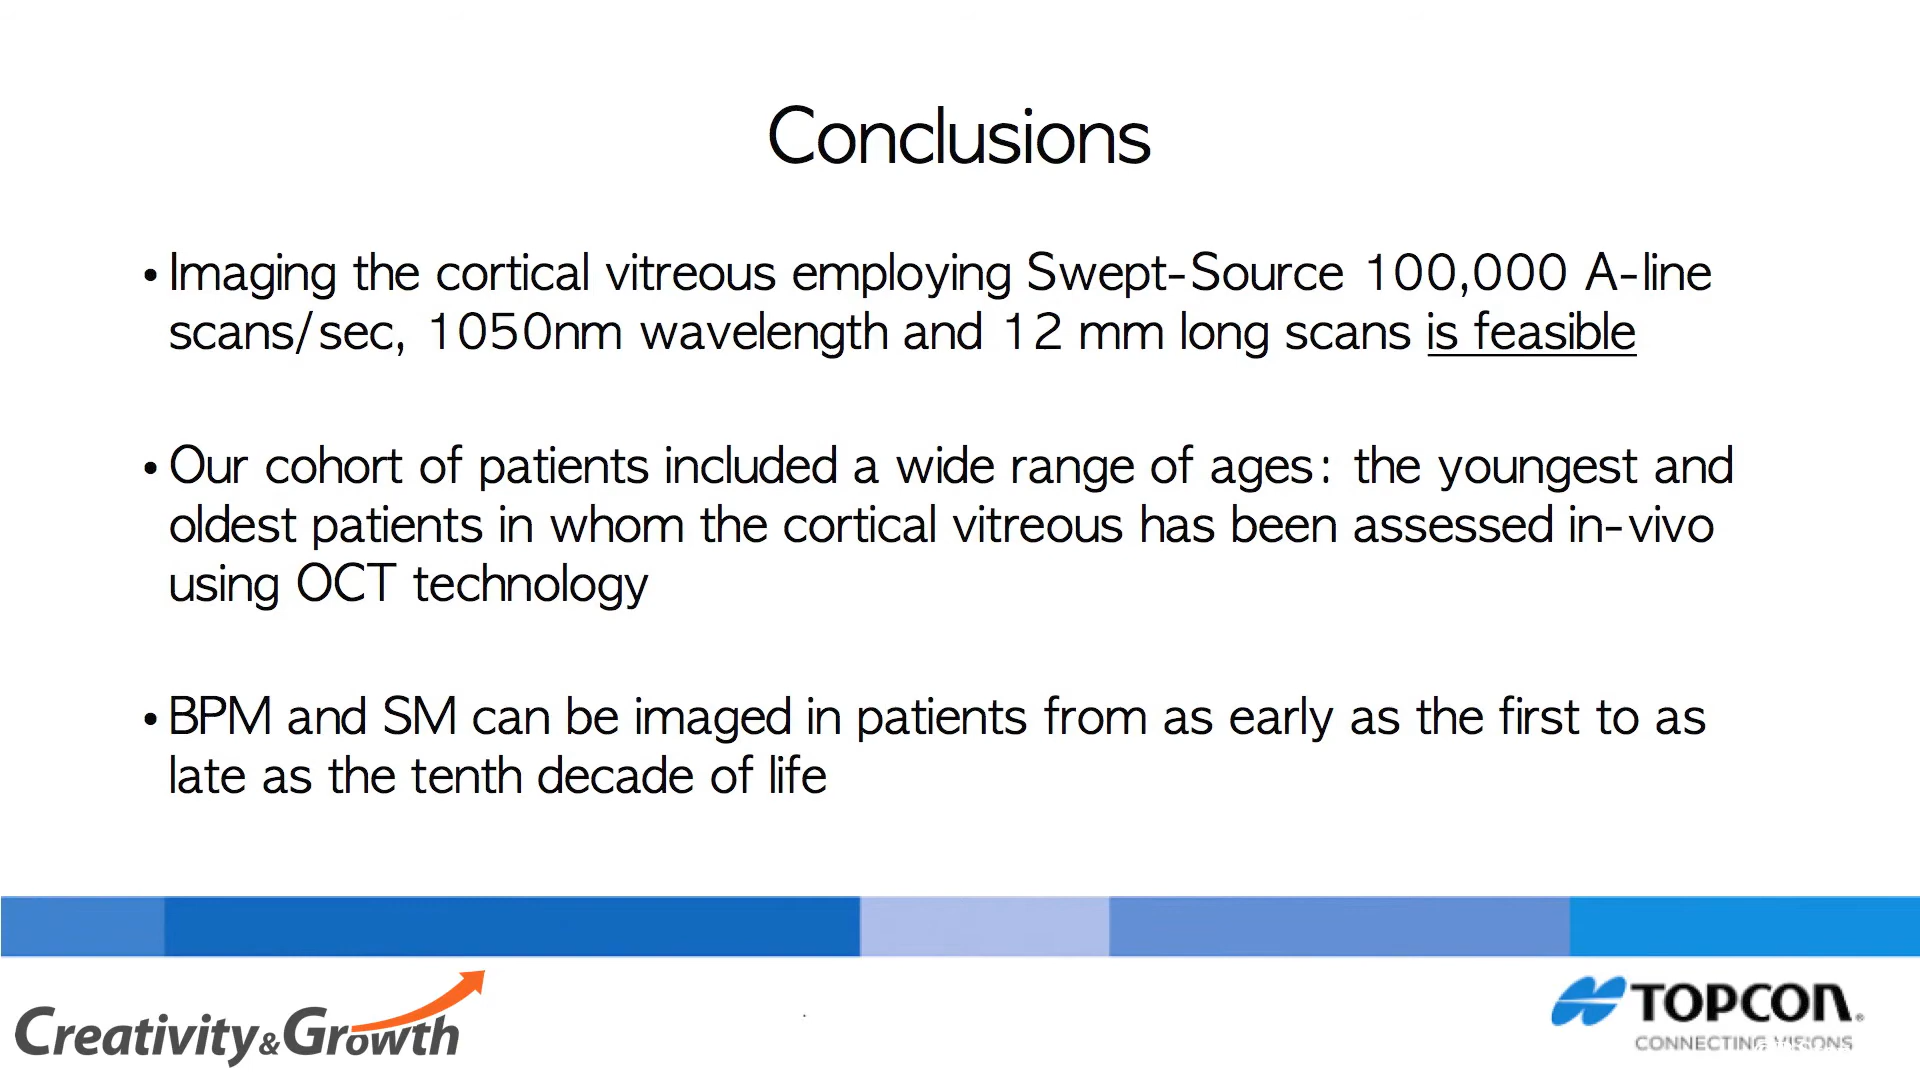 Conclusions
• Imaging the cortical vitreous employing Swept-Source 100,000 A-line
scans/sec, 1050nm wavelength and 12 mm long scans is feasible
• Our cohort of patients included a wide range of ages: the youngest and
oldest patients in whom the cortical vitreous has been assessed in-vivo
using OCT technology
• BPM and SM can be imaged in patients from as early as the first to as
late as the tenth decade of life
Creativity&Growth
TOPCON®
CONNECTING VISIONS